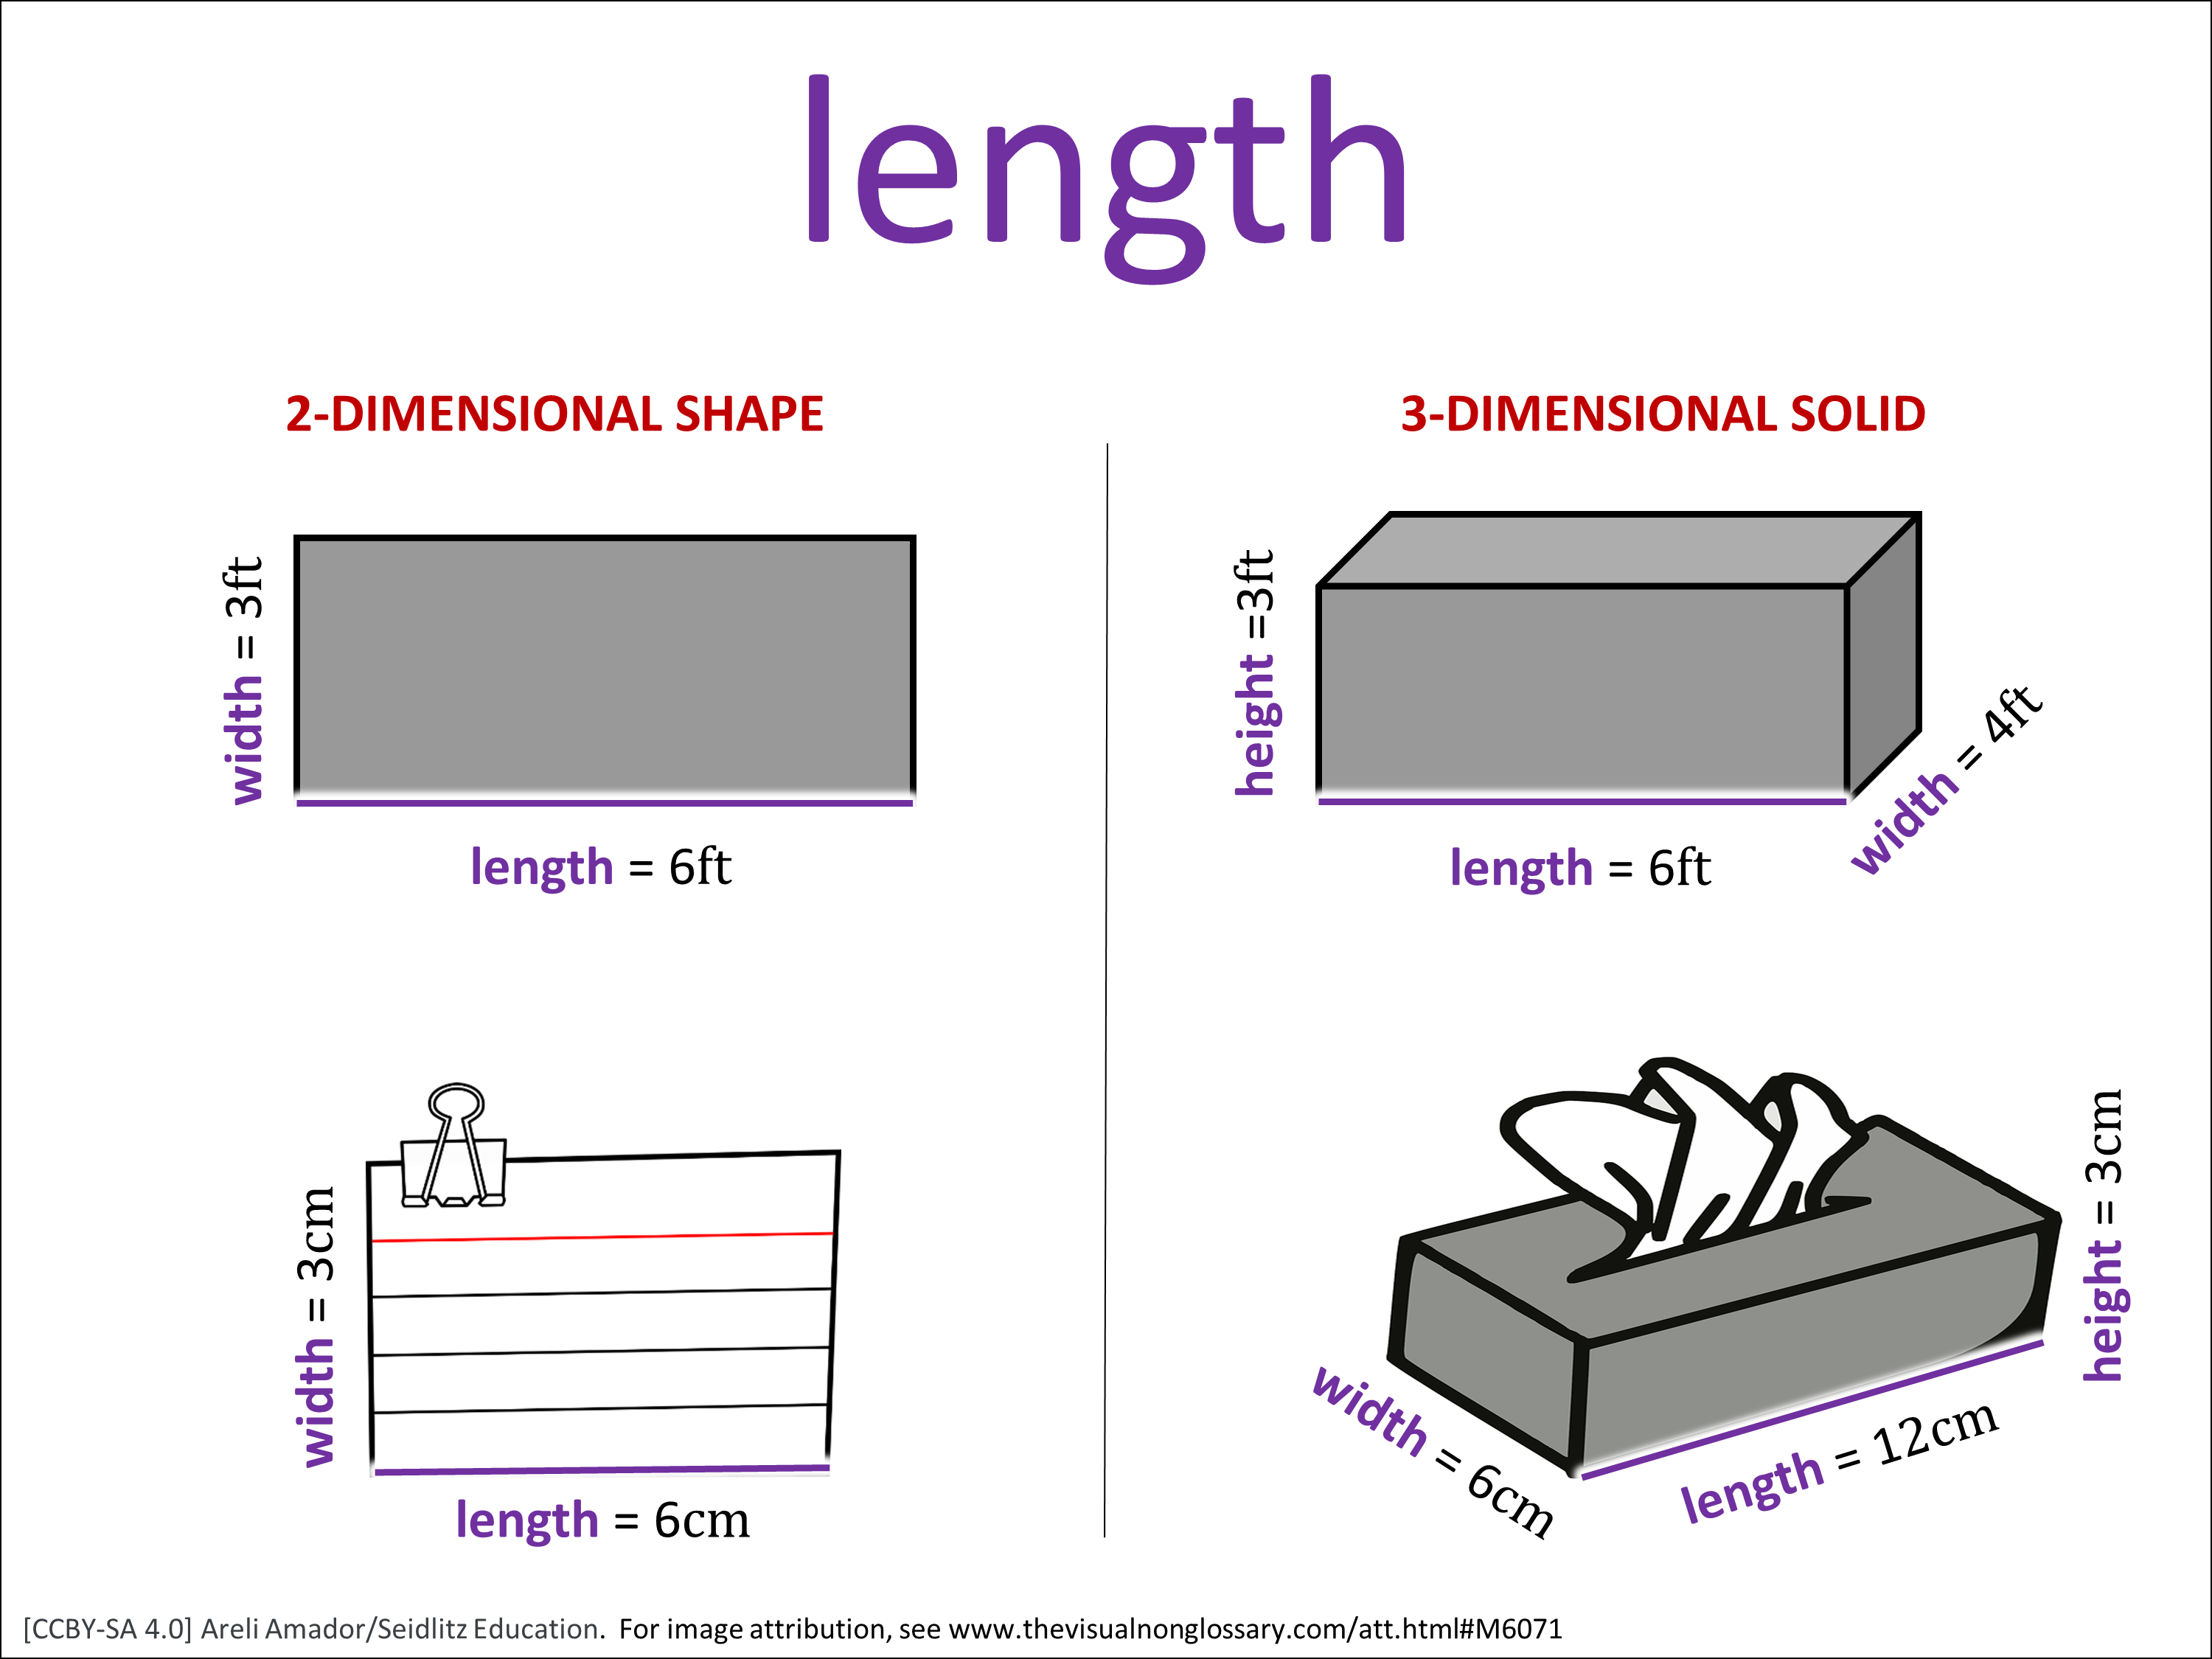 length
2-DIMENSIONAL SHAPE
width = 3ft
length = 6ft
width = 3cm
length = 6cm
3-DIMENSIONAL SOLID
height =3ft
length = 6ft
width = 4ft
width = 6cm
length = 12cm
height = 3cm
[CCBY-SA 4.0] Areli Amador/Seidlitz Education. For image attribution, see www.thevisualnonglossary.com/att.html#M6071